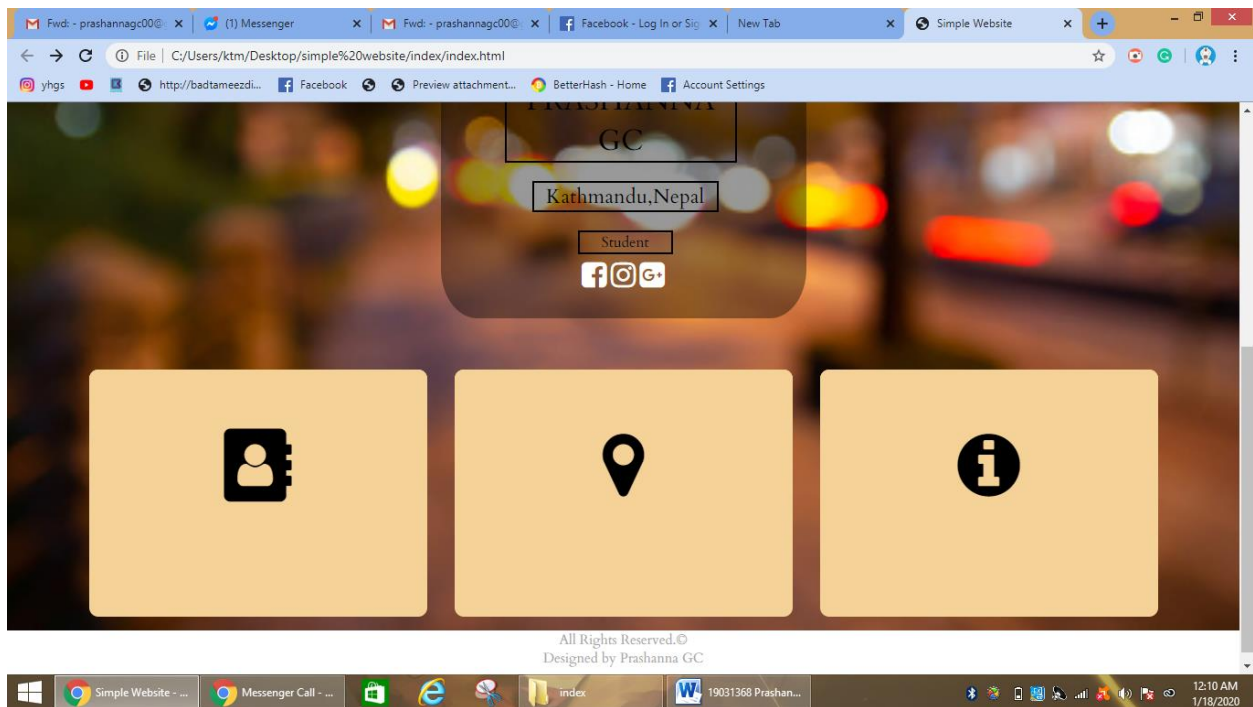 Fwd: - prashannagc00@
(1) Messenger
Fwd: - prashannagc00@
Facebook - Log In or Sig
New Tab
Simple Website
File | C:/Users/ktm/Desktop/simple%20website/index/index.html
yhgs
http://badtameezdi...
Facebook
Preview attachment...
BetterHash - Home
Account Settings
PRASHANNA
GC
Kathmandu,Nepal
Student
All Rights Reserved.©
Designed by Prashanna GC
Simple Website - ...
Messenger Call - ...
index
19031368 Prashan...
12:10 AM
1/18/2020